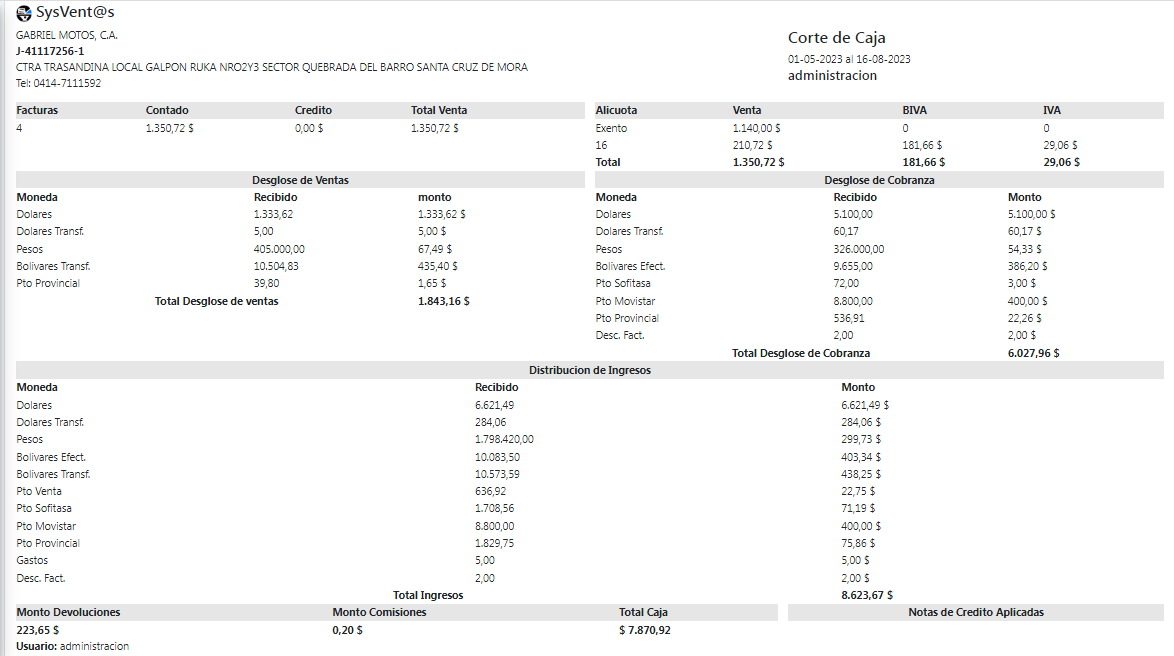 SysVent@s
GABRIEL MOTOS, C.A.
J-41117256-1
CTRA TRASANDINA LOCAL GALPON RUKA NRO2Y3 SECTOR QUEBRADA DEL BARRO SANTA CRUZ DE MORA
Tel: 0414-7111592
Corte de Caja
01-05-2023 al 16-08-2023
administracion
Facturas Contado Credito Total Venta
4 1.350,72 $ 0,00 $ 1.350,72 $
Alicuota Venta BIVA IVA
Exento 1.140,00 $ 0 0
16 210,72 $ 181,66 $ 29,06 $
Total 1.350,72 $ 181,66 $ 29,06 $
Desglose de Ventas
Moneda Recibido monto
Dolares 1.333,62 1.333,62 $
Dolares Transf. 5,00 5,00 $
Pesos 405.000,00 67,49 $
Bolivares Transf. 10.504,83 435,40 $
Pto Provincial 39,80 1,65 $
Total Desglose de ventas 1.843,16 $
Desglose de Cobranza
Moneda Recibido Monto
Dolares 5.100,00 5.100,00 $
Dolares Transf. 60,17 60,17 $
Pesos 326.000,00 54,33 $
Bolivares Efect. 9.655,00 386,20 $
Pto Sofitasa 72,00 3,00 $
Pto Movistar 8.800,00 400,00 $
Pto Provincial 536,91 22,26 $
Desc. Fact. 2,00 2,00 $
Total Desglose de Cobranza 6.027,96 $
Distribucion de Ingresos
Moneda Recibido Monto
Dolares 6.621,49 6.621,49 $
Dolares Transf. 284,06 284,06 $
Pesos 1.798.420,00 299,73 $
Bolivares Efect. 10.083,50 403,34 $
Bolivares Transf. 10.573,59 438,25 $
Pto Venta 636,92 22,75 $
Pto Sofitasa 1.708,56 71,19 $
Pto Movistar 8.800,00 400,00 $
Pto Provincial 1.829,75 75,86 $
Gastos 5,00 5,00 $
Desc. Fact. 2,00 2,00 $
Total Ingresos 8.623,67 $
Monto Devoluciones Monto Comisiones Total Caja
223,65 $ 0,20 $ $ 7.870,92
Notas de Credito Aplicadas
Usuario: administracion